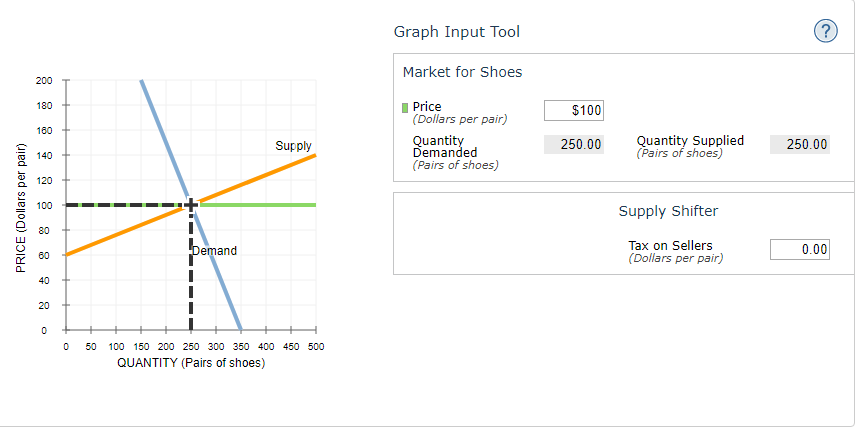 Graph Input Tool
?
Market for Shoes
Price
(Dollars per pair)
$100
Quantity
Demanded
(Pairs of shoes)
250.00
Quantity Supplied
(Pairs of shoes)
250.00
Supply Shifter
Tax on Sellers
(Dollars per pair)
0.00
PRICE (Dollars per pair)
200
180
160
140
120
100
80
60
40
20
0
Supply
Demand
0 50 100 150 200 250 300 350 400 450 500
QUANTITY (Pairs of shoes)